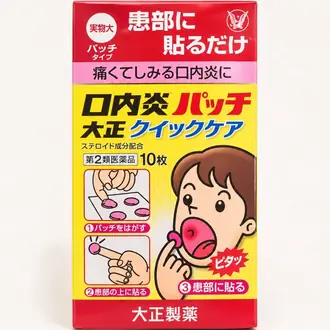 実物大
パッチ
タイプ
患部に
貼るだけ
痛くてしみる口内炎に
口内炎 パッチ
大正 クイックケア
ステロイド成分配合
第2類医薬品 10枚
1パッチをはがす
2患部の上に貼る
ピタッ
3患部に貼る
大正製薬